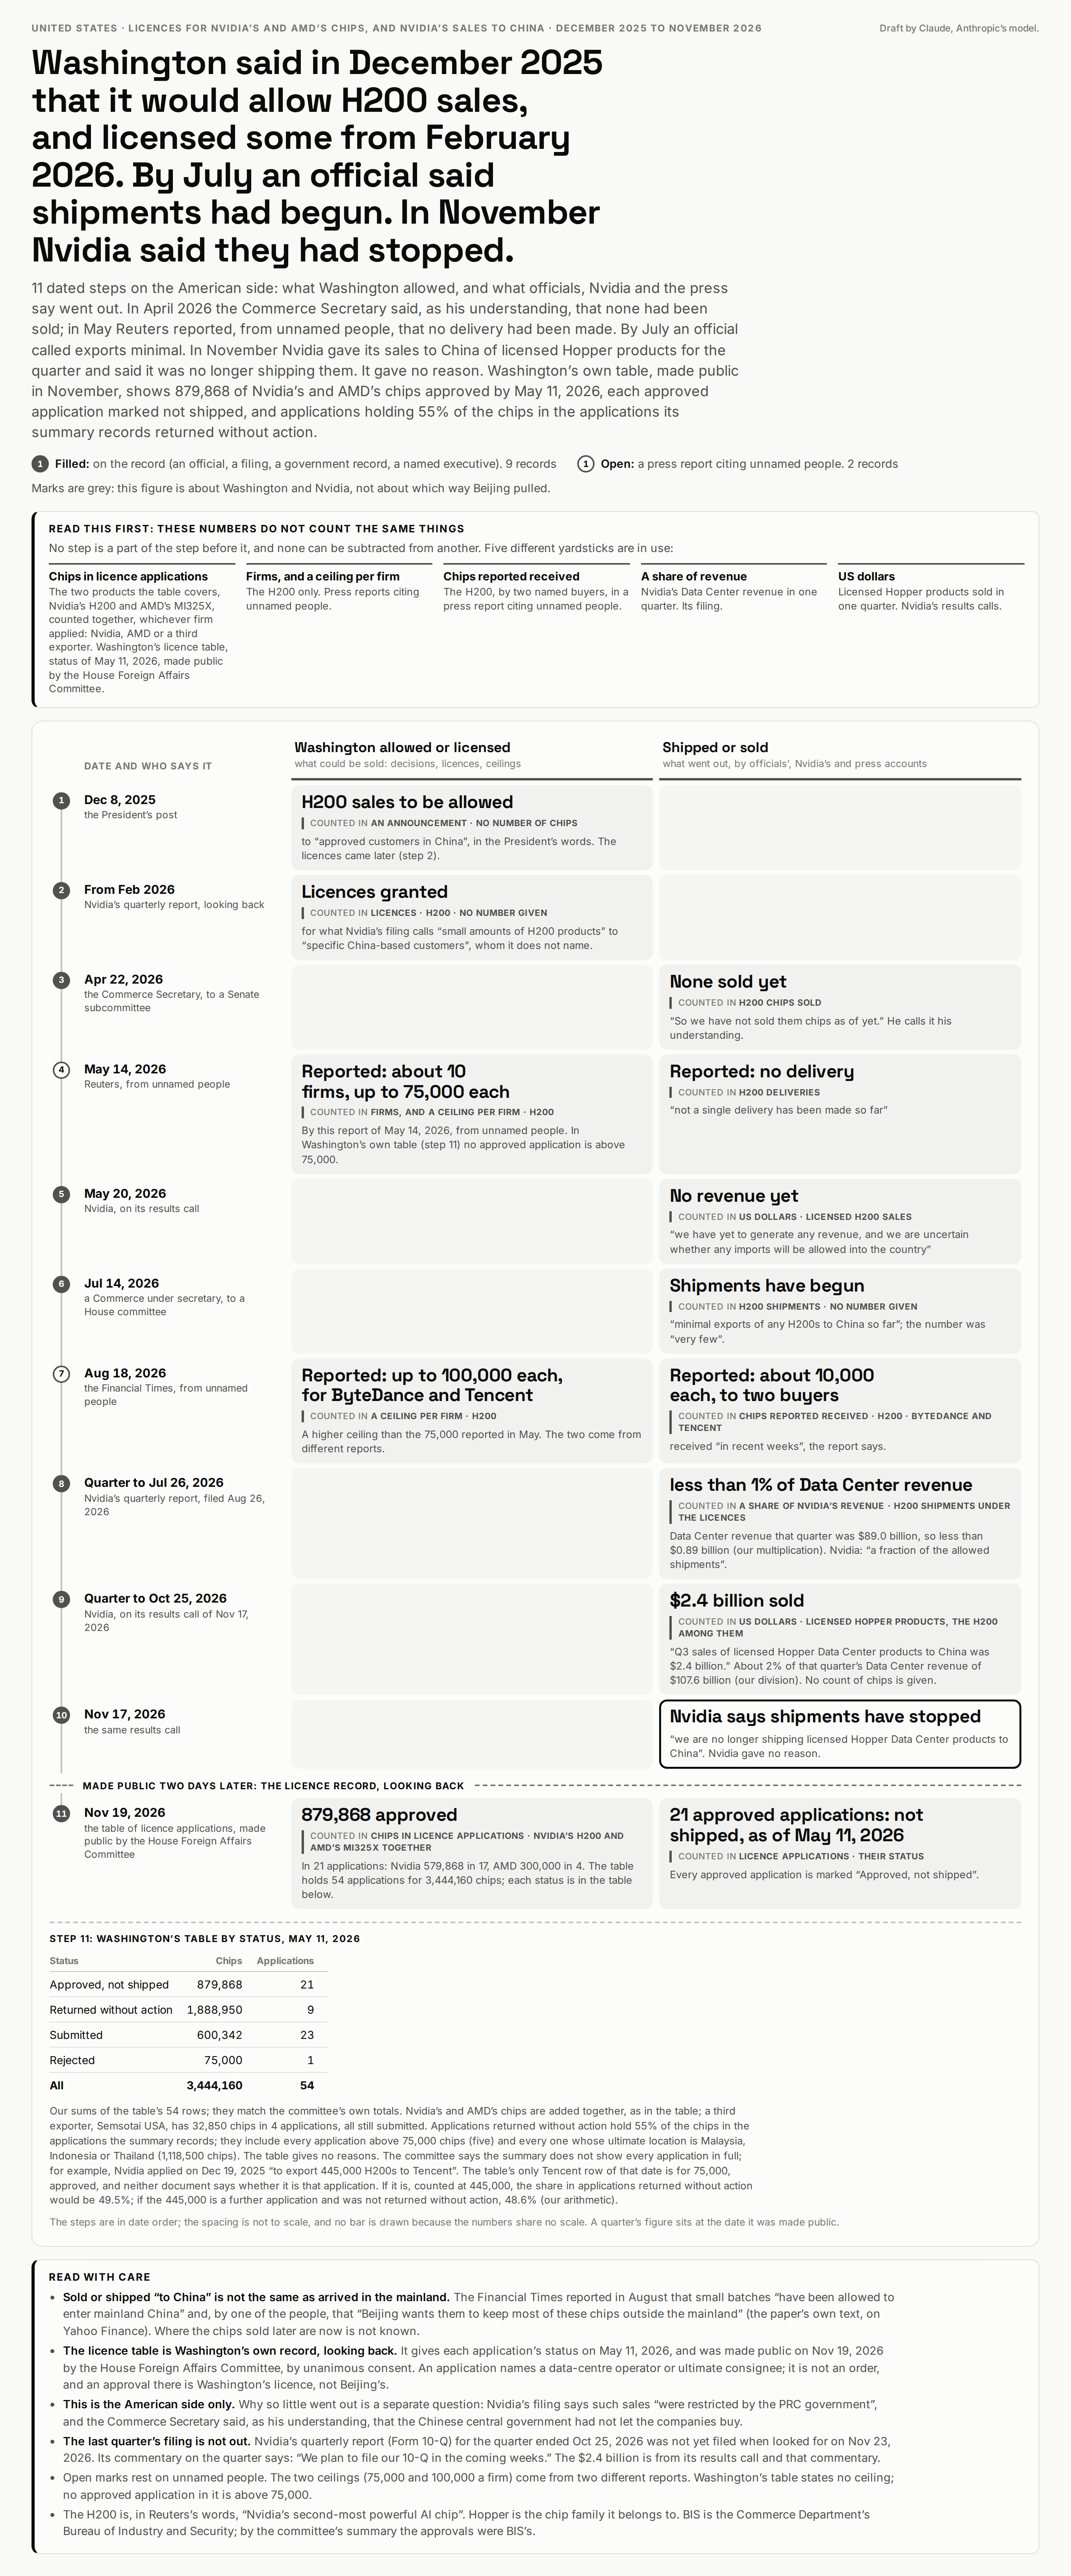 UNITED STATES · LICENCES FOR NVIDIA’S AND AMD’S CHIPS, AND NVIDIA’S SALES TO CHINA · DECEMBER 2025 TO NOVEMBER 2026
Draft by Claude, Anthropic’s model.
Washington said in December 2025
that it would allow H200 sales,
and licensed some from February
2026. By July an official said
shipments had begun. In November
Nvidia said they had stopped.
11 dated steps on the American side: what Washington allowed, and what officials, Nvidia and the press
say went out. In April 2026 the Commerce Secretary said, as his understanding, that none had been
sold; in May Reuters reported, from unnamed people, that no delivery had been made. By July an official
called exports minimal. In November Nvidia gave its sales to China of licensed Hopper products for the
quarter and said it was no longer shipping them. It gave no reason. Washington’s own table, made public
in November, shows 879,868 of Nvidia’s and AMD’s chips approved by May 11, 2026, each approved
application marked not shipped, and applications holding 55% of the chips in the applications its
summary records returned without action.
1 Filled: on the record (an official, a filing, a government record, a named executive). 9 records
1 Open: a press report citing unnamed people. 2 records
Marks are grey: this figure is about Washington and Nvidia, not about which way Beijing pulled.
READ THIS FIRST: THESE NUMBERS DO NOT COUNT THE SAME THINGS
No step is a part of the step before it, and none can be subtracted from another. Five different yardsticks are in use:
Chips in licence applications
The two products the table covers,
Nvidia’s H200 and AMD’s MI325X,
counted together, whichever firm
applied: Nvidia, AMD or a third
exporter. Washington’s licence table,
status of May 11, 2026, made public
by the House Foreign Affairs
Committee.
Firms, and a ceiling per firm
The H200 only. Press reports citing
unnamed people.
Chips reported received
The H200, by two named buyers, in a
press report citing unnamed people.
A share of revenue
Nvidia’s Data Center revenue in one
quarter. Its filing.
US dollars
Licensed Hopper products sold in
one quarter. Nvidia’s results calls.
DATE AND WHO SAYS IT
Washington allowed or licensed
what could be sold: decisions, licences, ceilings
Shipped or sold
what went out, by officials’, Nvidia’s and press accounts
1
Dec 8, 2025
the President’s post
H200 sales to be allowed
COUNTED IN AN ANNOUNCEMENT · NO NUMBER OF CHIPS
to “approved customers in China”, in the President’s words. The
licences came later (step 2).
2
From Feb 2026
Nvidia’s quarterly report, looking back
Licences granted
COUNTED IN LICENCES · H200 · NO NUMBER GIVEN
for what Nvidia’s filing calls “small amounts of H200 products” to
“specific China-based customers”, whom it does not name.
3
Apr 22, 2026
the Commerce Secretary, to a Senate
subcommittee
None sold yet
COUNTED IN H200 CHIPS SOLD
“So we have not sold them chips as of yet.” He calls it his
understanding.
4
May 14, 2026
Reuters, from unnamed people
Reported: about 10
firms, up to 75,000 each
COUNTED IN FIRMS, AND A CEILING PER FIRM · H200
By this report of May 14, 2026, from unnamed people. In
Washington’s own table (step 11) no approved application is above
75,000.
Reported: no delivery
COUNTED IN H200 DELIVERIES
“not a single delivery has been made so far”
5
May 20, 2026
Nvidia, on its results call
No revenue yet
COUNTED IN US DOLLARS · LICENSED H200 SALES
“we have yet to generate any revenue, and we are uncertain
whether any imports will be allowed into the country”
6
Jul 14, 2026
a Commerce under secretary, to a
House committee
Shipments have begun
COUNTED IN H200 SHIPMENTS · NO NUMBER GIVEN
“minimal exports of any H200s to China so far”; the number was
“very few”.
7
Aug 18, 2026
the Financial Times, from unnamed
people
Reported: up to 100,000 each,
for ByteDance and Tencent
COUNTED IN A CEILING PER FIRM · H200
A higher ceiling than the 75,000 reported in May. The two come from
different reports.
Reported: about 10,000
each, to two buyers
COUNTED IN CHIPS REPORTED RECEIVED · H200 · BYTEDANCE AND
TENCENT
received “in recent weeks”, the report says.
8
Quarter to Jul 26, 2026
Nvidia’s quarterly report, filed Aug 26,
2026
less than 1% of Data Center revenue
COUNTED IN A SHARE OF NVIDIA’S REVENUE · H200 SHIPMENTS UNDER
THE LICENCES
Data Center revenue that quarter was $89.0 billion, so less than
$0.89 billion (our multiplication). Nvidia: “a fraction of the allowed
shipments”.
9
Quarter to Oct 25, 2026
Nvidia, on its results call of Nov 17,
2026
$2.4 billion sold
COUNTED IN US DOLLARS · LICENSED HOPPER PRODUCTS, THE H200
AMONG THEM
“Q3 sales of licensed Hopper Data Center products to China was
$2.4 billion.” About 2% of that quarter’s Data Center revenue of
$107.6 billion (our division). No count of chips is given.
10
Nov 17, 2026
the same results call
Nvidia says shipments have stopped
“we are no longer shipping licensed Hopper Data Center products to
China”. Nvidia gave no reason.
MADE PUBLIC TWO DAYS LATER: THE LICENCE RECORD, LOOKING BACK
11
Nov 19, 2026
the table of licence applications, made
public by the House Foreign Affairs
Committee
879,868 approved
COUNTED IN CHIPS IN LICENCE APPLICATIONS · NVIDIA’S H200 AND
AMD’S MI325X TOGETHER
In 21 applications: Nvidia 579,868 in 17, AMD 300,000 in 4. The table
holds 54 applications for 3,444,160 chips; each status is in the table
below.
21 approved applications: not
shipped, as of May 11, 2026
COUNTED IN LICENCE APPLICATIONS · THEIR STATUS
Every approved application is marked “Approved, not shipped”.
STEP 11: WASHINGTON’S TABLE BY STATUS, MAY 11, 2026
Status Chips Applications
Approved, not shipped 879,868 21
Returned without action 1,888,950 9
Submitted 600,342 23
Rejected 75,000 1
All 3,444,160 54
Our sums of the table’s 54 rows; they match the committee’s own totals. Nvidia’s and AMD’s chips are added together, as in the table; a third
exporter, Semsotai USA, has 32,850 chips in 4 applications, all still submitted. Applications returned without action hold 55% of the chips in the
applications the summary records; they include every application above 75,000 chips (five) and every one whose ultimate location is Malaysia,
Indonesia or Thailand (1,118,500 chips). The table gives no reasons. The committee says the summary does not show every application in full;
for example, Nvidia applied on Dec 19, 2025 “to export 445,000 H200s to Tencent”. The table’s only Tencent row of that date is for 75,000,
approved, and neither document says whether it is that application. If it is, counted at 445,000, the share in applications returned without action
would be 49.5%; if the 445,000 is a further application and was not returned without action, 48.6% (our arithmetic).
The steps are in date order; the spacing is not to scale, and no bar is drawn because the numbers share no scale. A quarter’s figure sits at the date it was made public.
READ WITH CARE
• Sold or shipped “to China” is not the same as arrived in the mainland. The Financial Times reported in August that small batches “have been allowed to
enter mainland China” and, by one of the people, that “Beijing wants them to keep most of these chips outside the mainland” (the paper’s own text, on
Yahoo Finance). Where the chips sold later are now is not known.
• The licence table is Washington’s own record, looking back. It gives each application’s status on May 11, 2026, and was made public on Nov 19, 2026
by the House Foreign Affairs Committee, by unanimous consent. An application names a data-centre operator or ultimate consignee; it is not an order,
and an approval there is Washington’s licence, not Beijing’s.
• This is the American side only. Why so little went out is a separate question: Nvidia’s filing says such sales “were restricted by the PRC government”,
and the Commerce Secretary said, as his understanding, that the Chinese central government had not let the companies buy.
• The last quarter’s filing is not out. Nvidia’s quarterly report (Form 10-Q) for the quarter ended Oct 25, 2026 was not yet filed when looked for on Nov 23,
2026. Its commentary on the quarter says: “We plan to file our 10-Q in the coming weeks.” The $2.4 billion is from its results call and that commentary.
• Open marks rest on unnamed people. The two ceilings (75,000 and 100,000 a firm) come from two different reports. Washington’s table states no ceiling;
no approved application in it is above 75,000.
• The H200 is, in Reuters’s words, “Nvidia’s second-most powerful AI chip”. Hopper is the chip family it belongs to. BIS is the Commerce Department’s
Bureau of Industry and Security; by the committee’s summary the approvals were BIS’s.